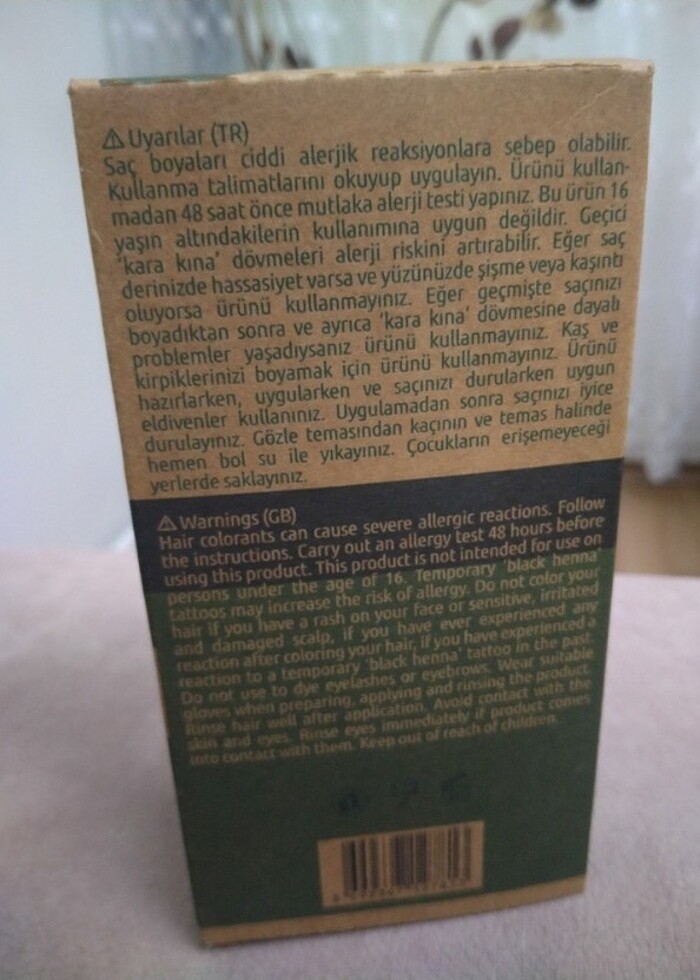 ⚠ Uyarılar (TR)
Saç boyaları ciddi alerjik reaksiyonlara sebep olabilir.
Kullanma talimatlarını okuyup uygulayın. Ürünü kullan-
madan 48 saat önce mutlaka alerji testi yapınız. Bu ürün 16
yaşın altındakilerin kullanımına uygun değildir. Geçici
'kara kına' dövmeleri alerji riskini artırabilir. Eğer saç
derinizde hassasiyet varsa ve yüzünüzde şişme veya kaşıntı
oluyorsa ürünü kullanmayınız. Eğer geçmişte saçınızı
boyadıktan sonra ve ayrıca 'kara kına' dövmesine dayalı
problemler yaşadıysanız ürünü kullanmayınız. Kaş ve
kirpiklerinizi boyamak için ürünü kullanmayınız. Ürünü
hazırlarken, uygularken ve saçınızı durularken uygun
eldivenler kullanınız. Uygulamadan sonra saçınızı iyice
durulayınız. Gözle temasından kaçının ve temas halinde
hemen bol su ile yıkayınız. Çocukların erişemeyeceği
yerlerde saklayınız.
⚠ Warnings (GB)
Hair colorants can cause severe allergic reactions. Follow
the instructions. Carry out an allergy test 48 hours before
using this product. This product is not intended for use on
persons under the age of 16. Temporary 'black henna'
tattoos may increase the risk of allergy. Do not color your
hair if you have a rash on your face or sensitive, irritated
and damaged scalp, if you have ever experienced any
reaction after coloring your hair, if you have experienced a
reaction to a temporary 'black henna' tattoo in the past.
Do not use to dye eyelashes or eyebrows. Wear suitable
gloves when preparing, applying and rinsing the product.
Rinse hair well after application. Avoid contact with the
skin and eyes. Rinse eyes immediately if product comes
into contact with them. Keep out of reach of children.